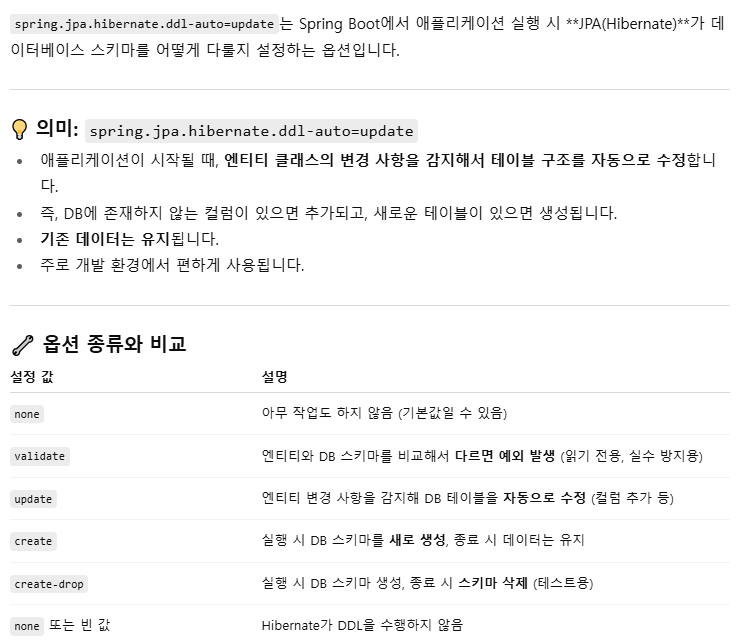 spring.jpa.hibernate.ddl-auto=update는 Spring Boot에서 애플리케이션 실행 시 **JPA(Hibernate)**가 데
이터베이스 스키마를 어떻게 다룰지 설정하는 옵션입니다.
💡 의미: spring.jpa.hibernate.ddl-auto=update
• 애플리케이션이 시작될 때, 엔티티 클래스의 변경 사항을 감지해서 테이블 구조를 자동으로 수정합니
다.
• 즉, DB에 존재하지 않는 컬럼이 있으면 추가되고, 새로운 테이블이 있으면 생성됩니다.
• 기존 데이터는 유지됩니다.
• 주로 개발 환경에서 편하게 사용됩니다.
🔧 옵션 종류와 비교
설정 값 설명
none 아무 작업도 하지 않음 (기본값일 수 있음)
validate 엔티티와 DB 스키마를 비교해서 다르면 예외 발생 (읽기 전용, 실수 방지용)
update 엔티티 변경 사항을 감지해 DB 테이블을 자동으로 수정 (컬럼 추가 등)
create 실행 시 DB 스키마를 새로 생성, 종료 시 데이터는 유지
create-drop 실행 시 DB 스키마 생성, 종료 시 스키마 삭제 (테스트용)
none 또는 빈 값 Hibernate가 DDL을 수행하지 않음